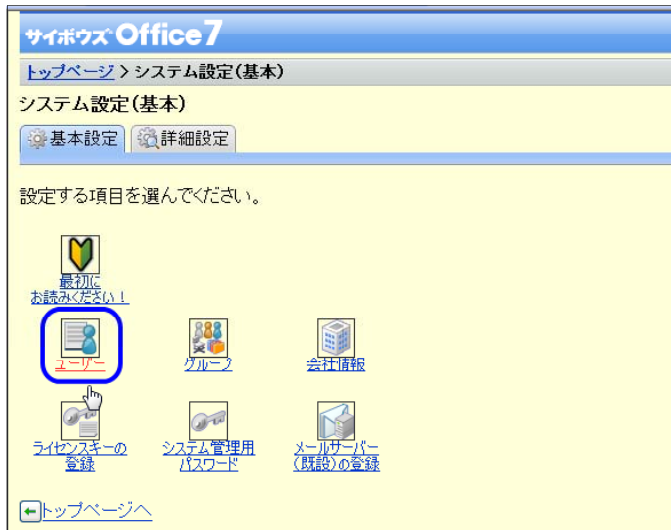 サイボウズ Office 7
トップページ > システム設定(基本)
システム設定(基本)
基本設定 詳細設定
設定する項目を選んでください。
最初に
お読みください！
ユーザー グループ 会社情報
ライセンスキーの システム管理用 メールサーバー
登録 パスワード (既設)の登録
トップページへ